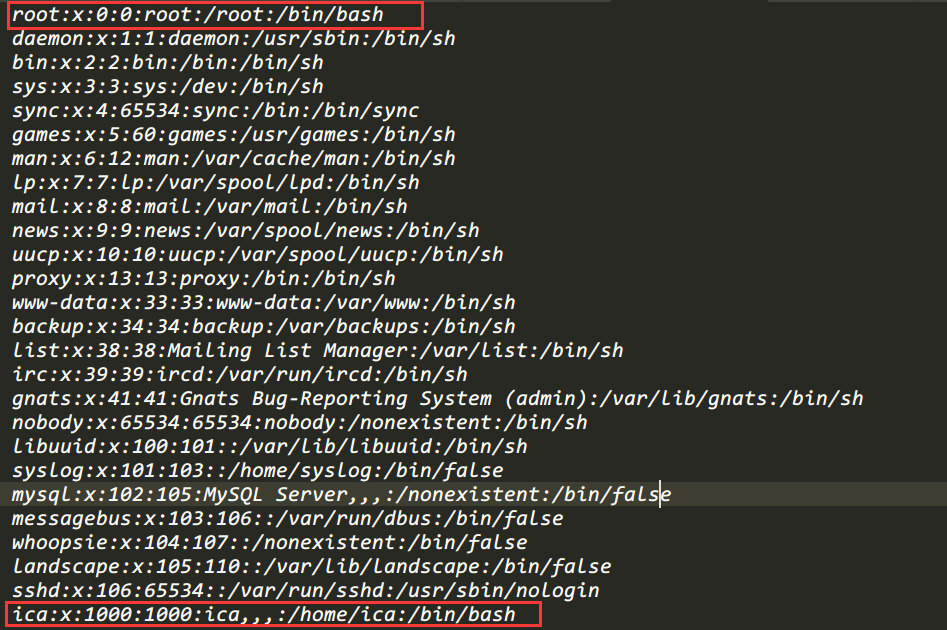 root:x:0:0:root:/root:/bin/bash
daemon:x:1:1:daemon:/usr/sbin:/bin/sh
bin:x:2:2:bin:/bin:/bin/sh
sys:x:3:3:sys:/dev:/bin/sh
sync:x:4:65534:sync:/bin:/bin/sync
games:x:5:60:games:/usr/games:/bin/sh
man:x:6:12:man:/var/cache/man:/bin/sh
lp:x:7:7:lp:/var/spool/lpd:/bin/sh
mail:x:8:8:mail:/var/mail:/bin/sh
news:x:9:9:news:/var/spool/news:/bin/sh
uucp:x:10:10:uucp:/var/spool/uucp:/bin/sh
proxy:x:13:13:proxy:/bin:/bin/sh
www-data:x:33:33:www-data:/var/www:/bin/sh
backup:x:34:34:backup:/var/backups:/bin/sh
list:x:38:38:Mailing List Manager:/var/list:/bin/sh
irc:x:39:39:ircd:/var/run/ircd:/bin/sh
gnats:x:41:41:Gnats Bug-Reporting System (admin):/var/lib/gnats:/bin/sh
nobody:x:65534:65534:nobody:/nonexistent:/bin/sh
libuuid:x:100:101::/var/lib/libuuid:/bin/sh
syslog:x:101:103::/home/syslog:/bin/false
mysql:x:102:105:MySQL Server,,,:/nonexistent:/bin/false
messagebus:x:103:106::/var/run/dbus:/bin/false
whoopsie:x:104:107::/nonexistent:/bin/false
landscape:x:105:110::/var/lib/landscape:/bin/false
sshd:x:106:65534::/var/run/sshd:/usr/sbin/nologin
ica:x:1000:1000:ica,,,:/home/ica:/bin/bash